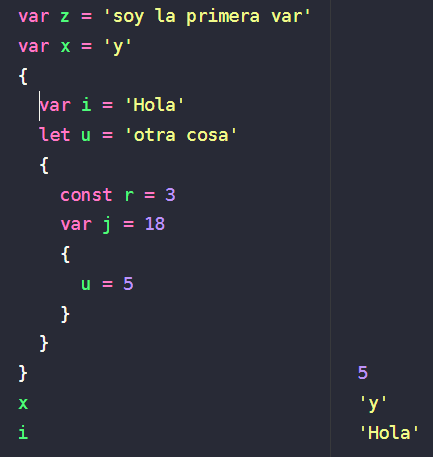 var z = 'soy la primera var'
var x = 'y'
{
  var i = 'Hola'
  let u = 'otra cosa'
  {
    const r = 3
    var j = 18
    {
      u = 5
    }
  }
} 5
x 'y'
i 'Hola'